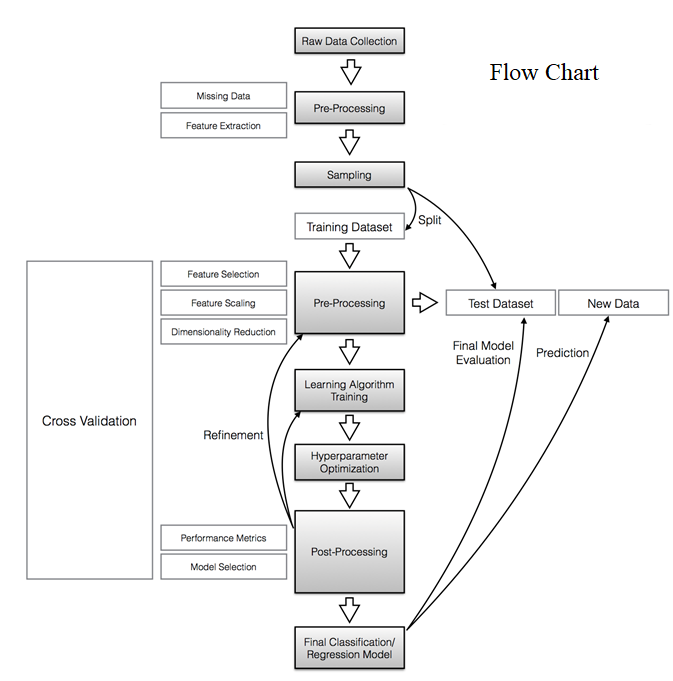 Raw Data Collection
Flow Chart
Missing Data
Pre-Processing
Feature Extraction
Sampling
Split
Training Dataset
Feature Selection
Feature Scaling
Pre-Processing
Test Dataset
New Data
Dimensionality Reduction
Final Model
Evaluation
Prediction
Learning Algorithm
Training
Cross Validation
Refinement
Hyperparameter
Optimization
Performance Metrics
Post-Processing
Model Selection
Final Classification/
Regression Model